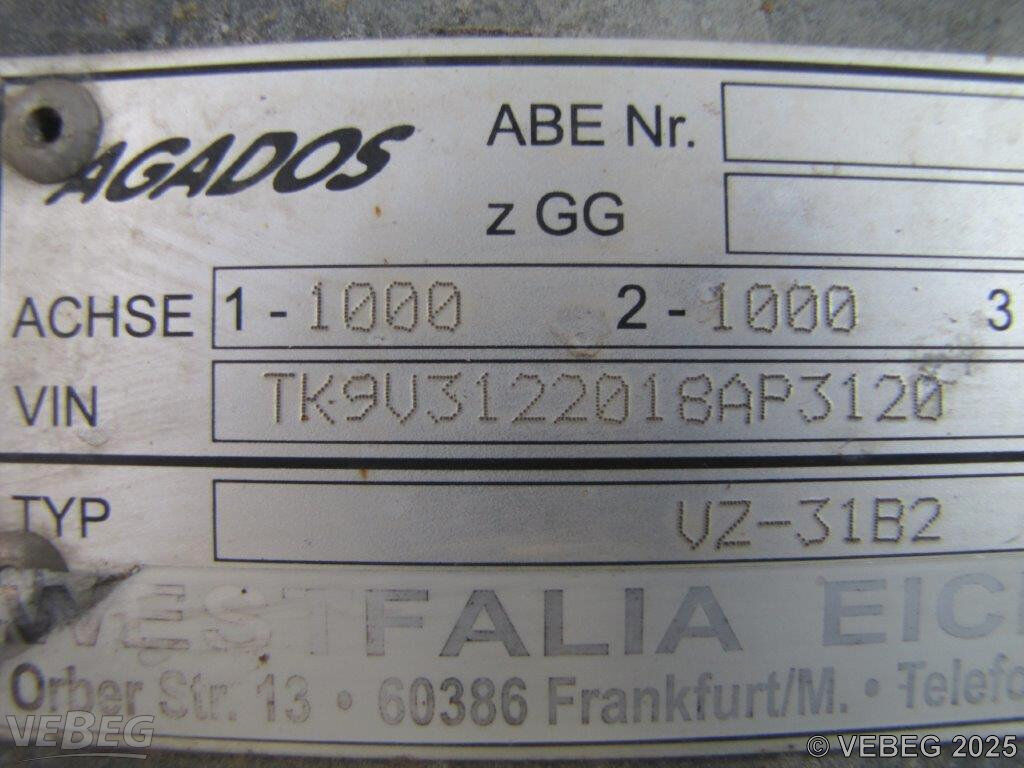 AGADOS
ABE Nr.
z GG
ACHSE 1 - 1000 2 - 1000 3
VIN TK9V3122018AP3120
TYP VZ-31B2
WESTFALIA EIC
Orber Str. 13 · 60386 Frankfurt/M. · Telefo
VEBEG
© VEBEG 2025